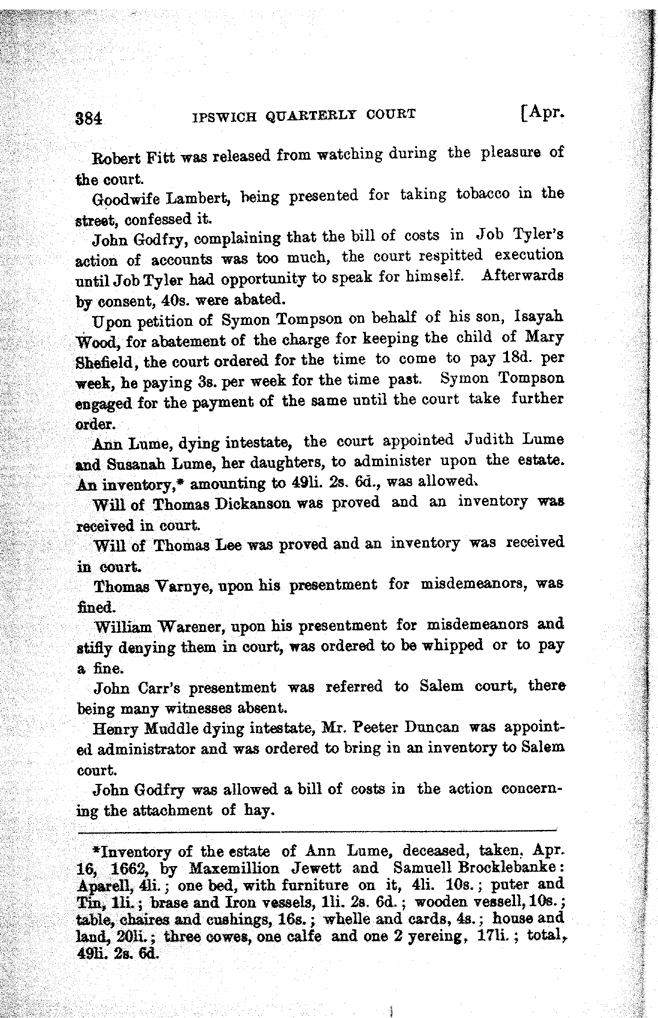 384 IPSWICH QUARTERLY COURT [Apr.
Robert Fitt was released from watching during the pleasure of
the court.
Goodwife Lambert, being presented for taking tobacco in the
street, confessed it.
John Godfry, complaining that the bill of costs in Job Tyler's
action of accounts was too much, the court respitted execution
until Job Tyler had opportunity to speak for himself. Afterwards
by consent, 40s. were abated.
Upon petition of Symon Tompson on behalf of his son, Isayah
Wood, for abatement of the charge for keeping the child of Mary
Shefield, the court ordered for the time to come to pay 18d. per
week, he paying 3s. per week for the time past. Symon Tompson
engaged for the payment of the same until the court take further
order.
Ann Lume, dying intestate, the court appointed Judith Lume
and Susanah Lume, her daughters, to administer upon the estate.
An inventory,* amounting to 49li. 2s. 6d., was allowed.
Will of Thomas Dickanson was proved and an inventory was
received in court.
Will of Thomas Lee was proved and an inventory was received
in court.
Thomas Varnye, upon his presentment for misdemeanors, was
fined.
William Warener, upon his presentment for misdemeanors and
stifly denying them in court, was ordered to be whipped or to pay
a fine.
John Carr's presentment was referred to Salem court, there
being many witnesses absent.
Henry Muddle dying intestate, Mr. Peeter Duncan was appoint-
ed administrator and was ordered to bring in an inventory to Salem
court.
John Godfry was allowed a bill of costs in the action concern-
ing the attachment of hay.
*Inventory of the estate of Ann Lume, deceased, taken, Apr.
16, 1662, by Maxemillion Jewett and Samuell Brocklebanke:
Aparell, 4li.; one bed, with furniture on it, 4li. 10s.; puter and
Tin, 1li.; brase and Iron vessels, 1li. 2s. 6d.; wooden vessell, 10s.;
table, chaires and cushings, 16s.; whelle and cards, 4s.; house and
land, 20li.; three cowes, one calfe and one 2 yereing, 17li.; total,
49li. 2s. 6d.